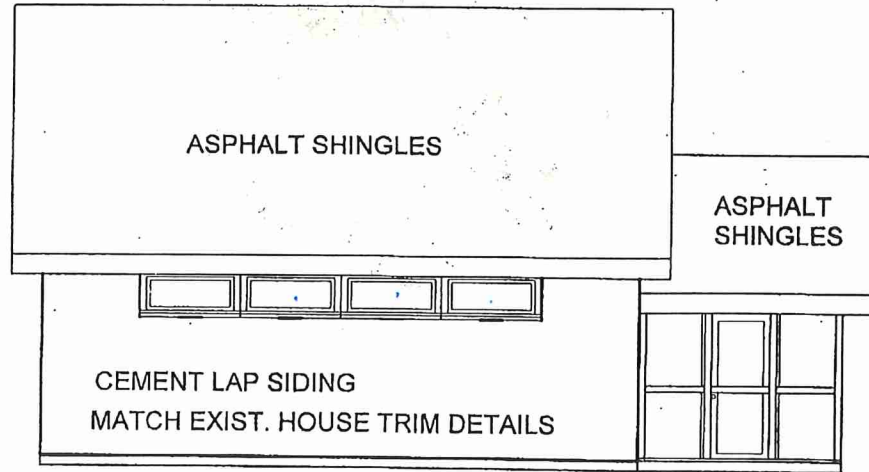 ASPHALT SHINGLES
ASPHALT
SHINGLES
CEMENT LAP SIDING
MATCH EXIST. HOUSE TRIM DETAILS